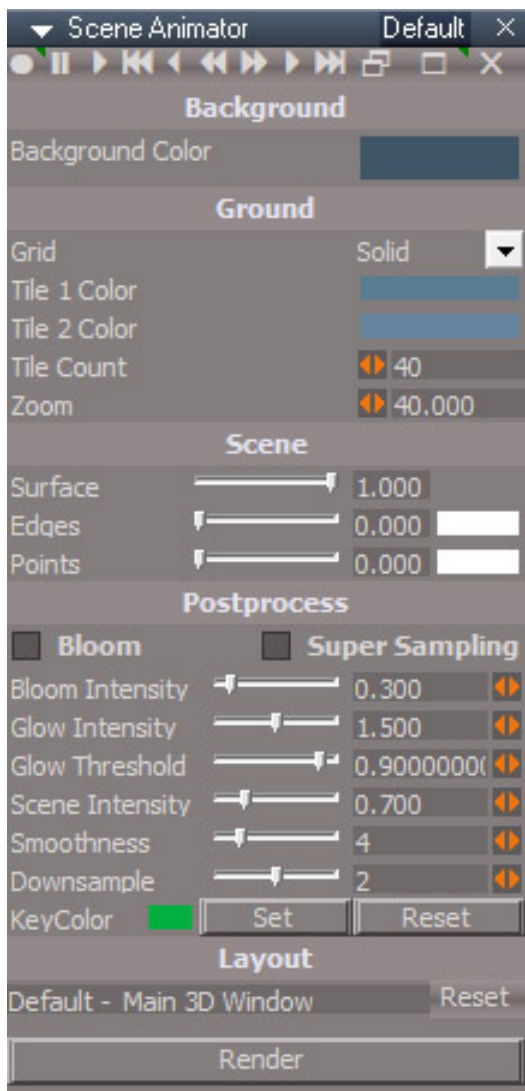 Scene Animator Default
Background
Background Color
Ground
Grid Solid
Tile 1 Color
Tile 2 Color
Tile Count 40
Zoom 40.000
Scene
Surface 1.000
Edges 0.000
Points 0.000
Postprocess
Bloom Super Sampling
Bloom Intensity 0.300
Glow Intensity 1.500
Glow Threshold 0.9000000(
Scene Intensity 0.700
Smoothness 4
Downsample 2
KeyColor Set Reset
Layout
Default - Main 3D Window Reset
Render